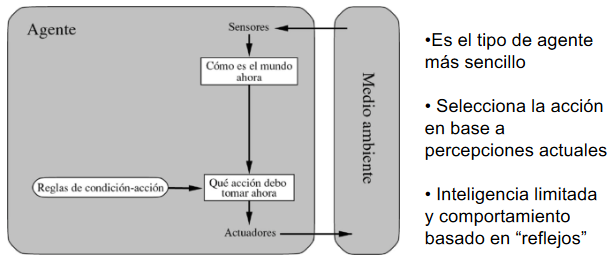 Agente
Sensores
Cómo es el mundo
ahora
Medio ambiente
Reglas de condición-acción
Qué acción debo
tomar ahora
Actuadores
•Es el tipo de agente
más sencillo
• Selecciona la acción
en base a
percepciones actuales
• Inteligencia limitada
y comportamiento
basado en “reflejos”